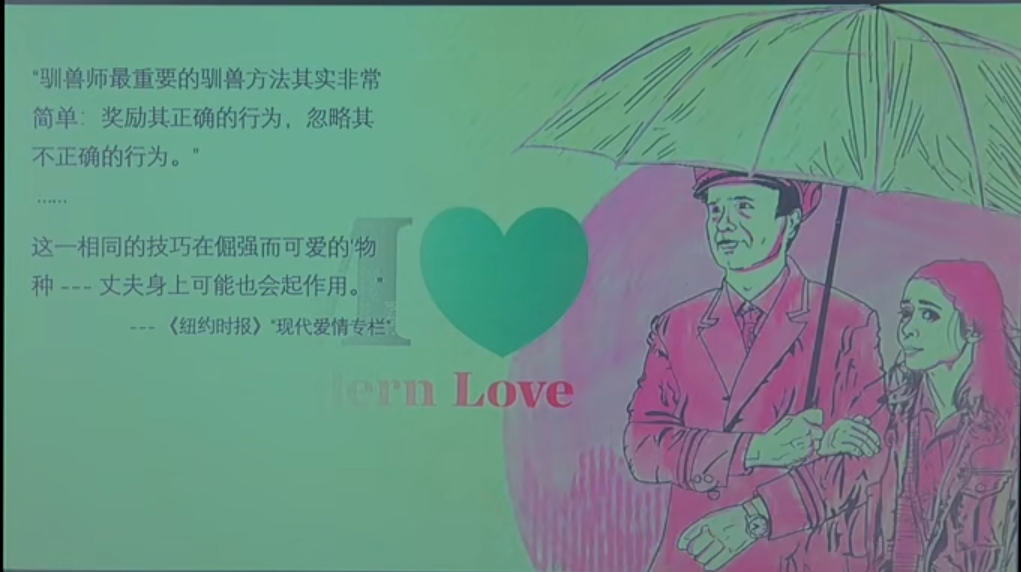 “驯兽师最重要的驯兽方法其实非常
简单：奖励其正确的行为，忽略其
不正确的行为。”
……
这一相同的技巧在倔强而可爱的'物
种 --- 丈夫身上可能也会起作用。 ”
--- 《纽约时报》“现代爱情专栏”
I
Love